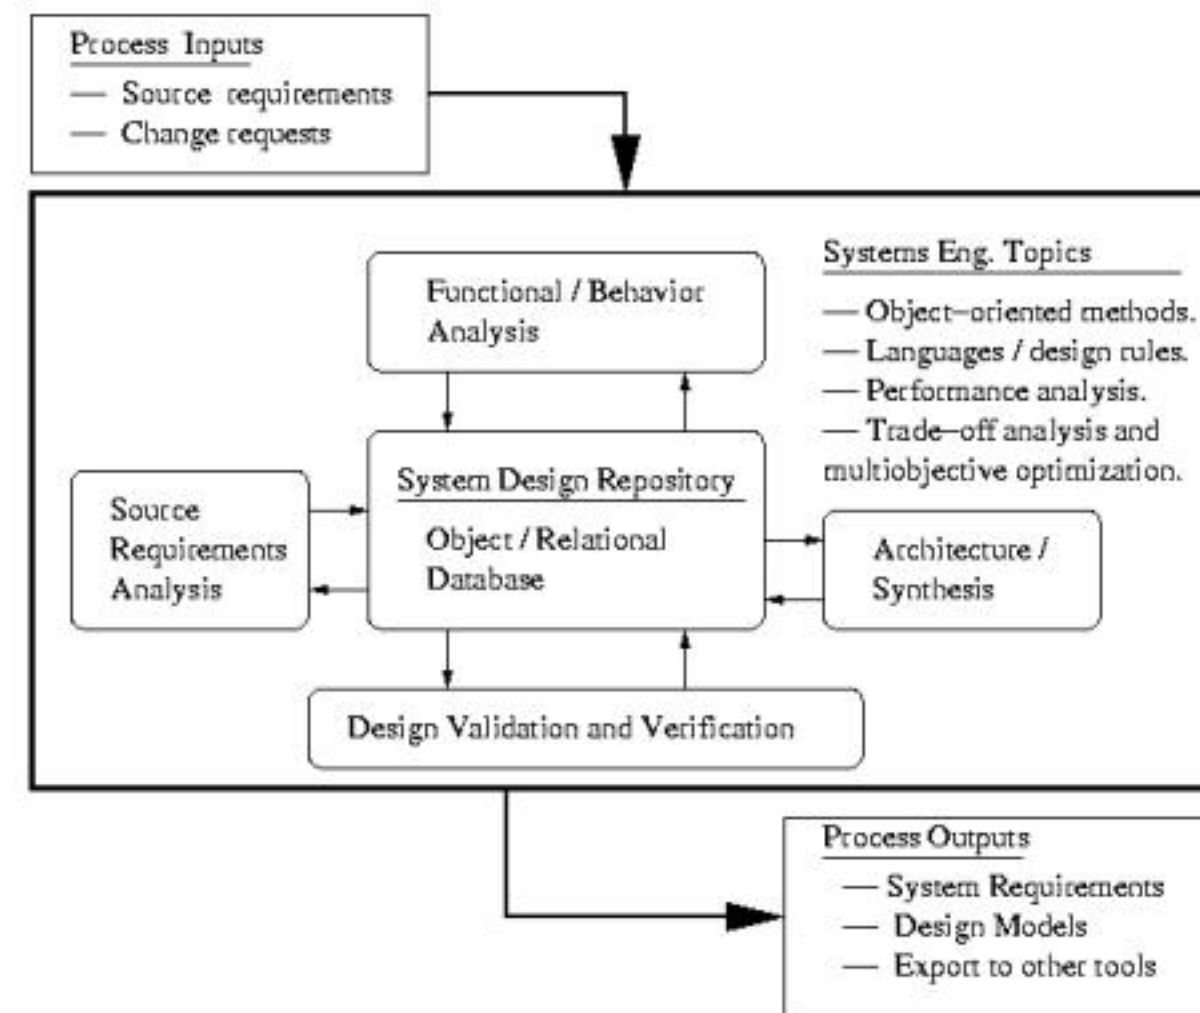 Process Inputs
— Source requirements
— Change requests
Functional / Behavior
Analysis
Systems Eng. Topics
— Object-oriented methods.
— Languages / design rules.
— Performance analysis.
— Trade-off analysis and
multiobjective optimization.
Source
Requirements
Analysis
System Design Repository
Object / Relational
Database
Architecture /
Synthesis
Design Validation and Verification
Process Outputs
— System Requirements
— Design Models
— Export to other tools